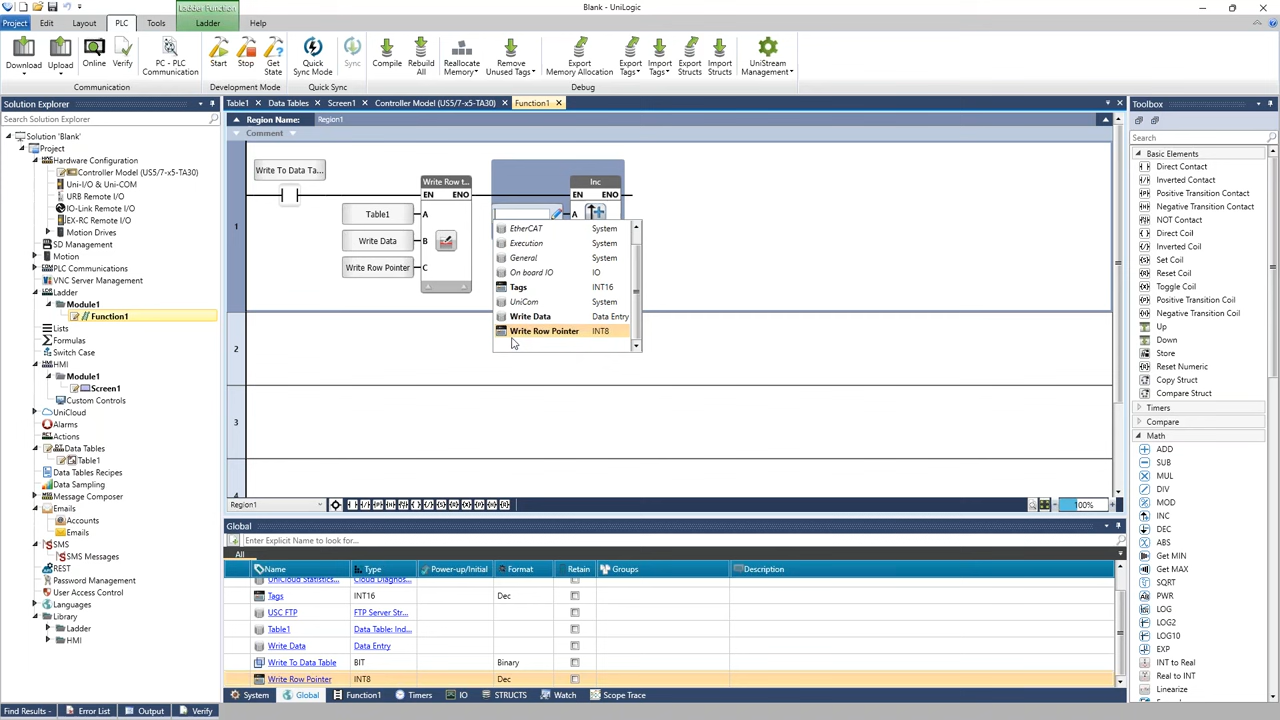 Ladder Function
Blank - UniLogic
Project
Edit
Layout
PLC
Tools
Ladder
Help
Download
Upload
Online
Verify
PLC - PLC Communication
Start
Stop
Get State
Quick Sync Mode
Sync
Compile
Rebuild All
Reallocate Memory
Remove Unused Tags
Export Memory Allocation
Export Tags
Import Tags
Export Structs
Import Structs
UniStream Management
Communication
Development Mode
Quick Sync
Debug
Solution Explorer
Search Solution Explorer
Solution 'Blank'
Project
Hardware Configuration
Controller Model (US5/7-x5-TA30)
Uni-I/O & Uni-COM
URB Remote I/O
IO-Link Remote I/O
EX-RC Remote I/O
Motion Drives
SD Management
Motion
PLC Communications
VNC Server Management
Ladder
Module1
Function1
Lists
Formulas
Switch Case
HMI
Module1
Screen1
Custom Controls
UniCloud
Alarms
Actions
Data Tables
Table1
Data Tables Recipes
Data Sampling
Message Composer
Emails
Accounts
Emails
SMS
SMS Messages
REST
Password Management
User Access Control
Languages
Library
Ladder
HMI
Table1
Data Tables
Screen1
Controller Model (US5/7-x5-TA30)
Function1
Region Name: Region1
Comment
1
Write To Data Ta...
Write Row t...
EN ENO
Table1 A
Write Data B
Write Row Pointer C
Inc
EN ENO
A
EtherCAT System
Execution System
General System
On board IO IO
Tags INT16
UniCom System
Write Data Data Entry
Write Row Pointer INT8
2
3
4
Region1
100%
Global
Enter Explicit Name to look for...
All
Name Type Power-up/Initial Format Retain Groups Description
UniCloud Statistics... Cloud Diagnos...
Tags INT16 Dec
USC FTP FTP Server Str...
Table1 Data Table: Ind...
Write Data Data Entry
Write To Data Table BIT Binary
Write Row Pointer INT8 Dec
System
Global
Function1
Timers
IO
STRUCTS
Watch
Scope Trace
Toolbox
Search
Basic Elements
Direct Contact
Inverted Contact
Positive Transition Contact
Negative Transition Contact
NOT Contact
Direct Coil
Inverted Coil
Set Coil
Reset Coil
Positive Transition Coil
Negative Transition Coil
Up
Down
Store
Reset Numeric
Copy Struct
Compare Struct
Timers
Compare
Math
ADD
SUB
MUL
DIV
MOD
INC
DEC
ABS
Get MIN
Get MAX
SQRT
PWR
LOG
LOG2
LOG10
EXP
INT to Real
Real to INT
Linearize
Find Results -
Error List
Output
Verify